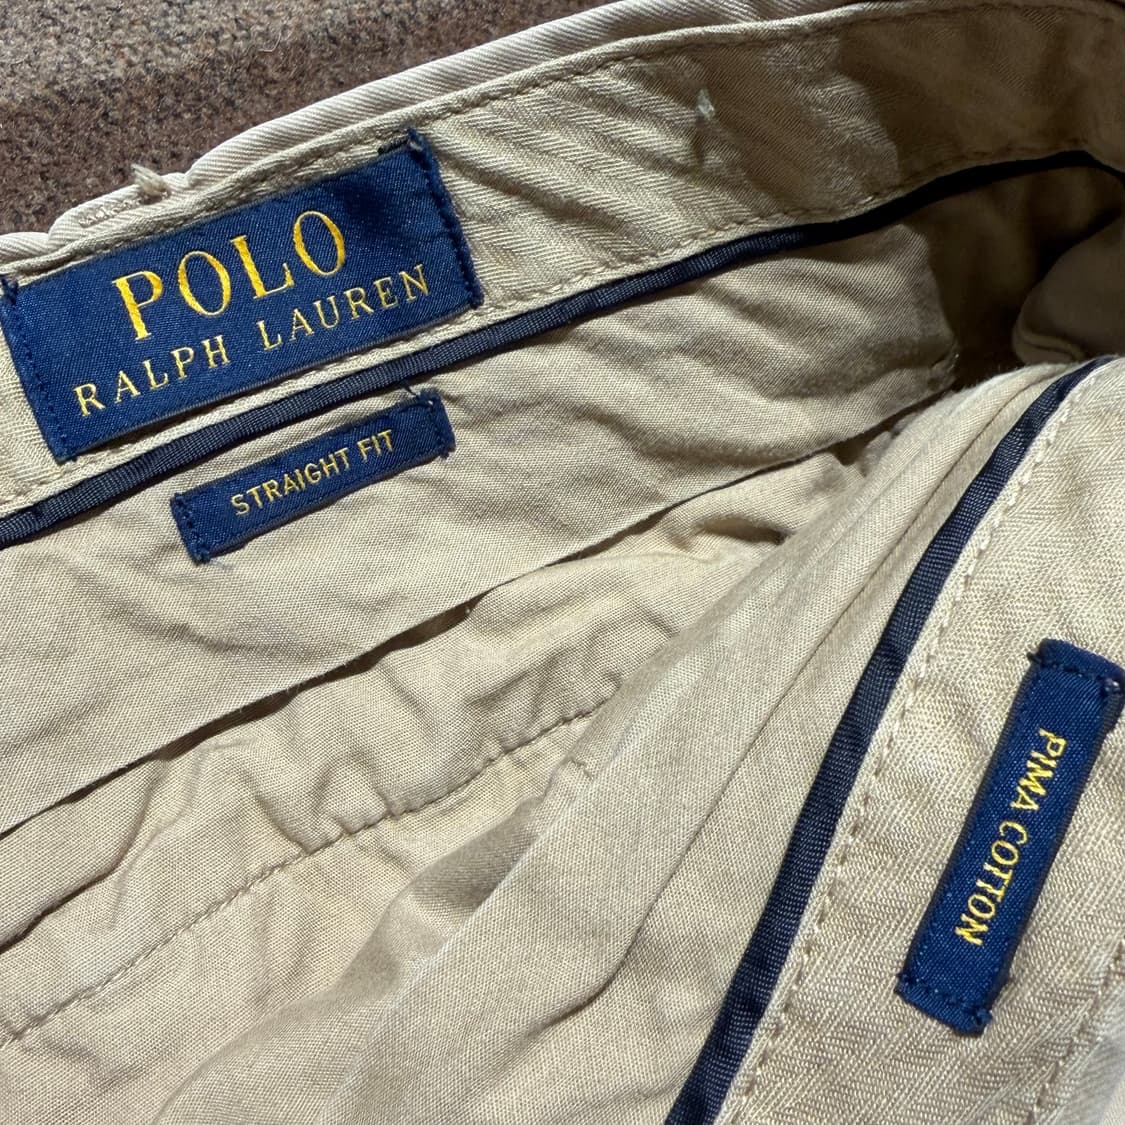 POLO
RALPH LAUREN
STRAIGHT FIT
PIMA COTTON